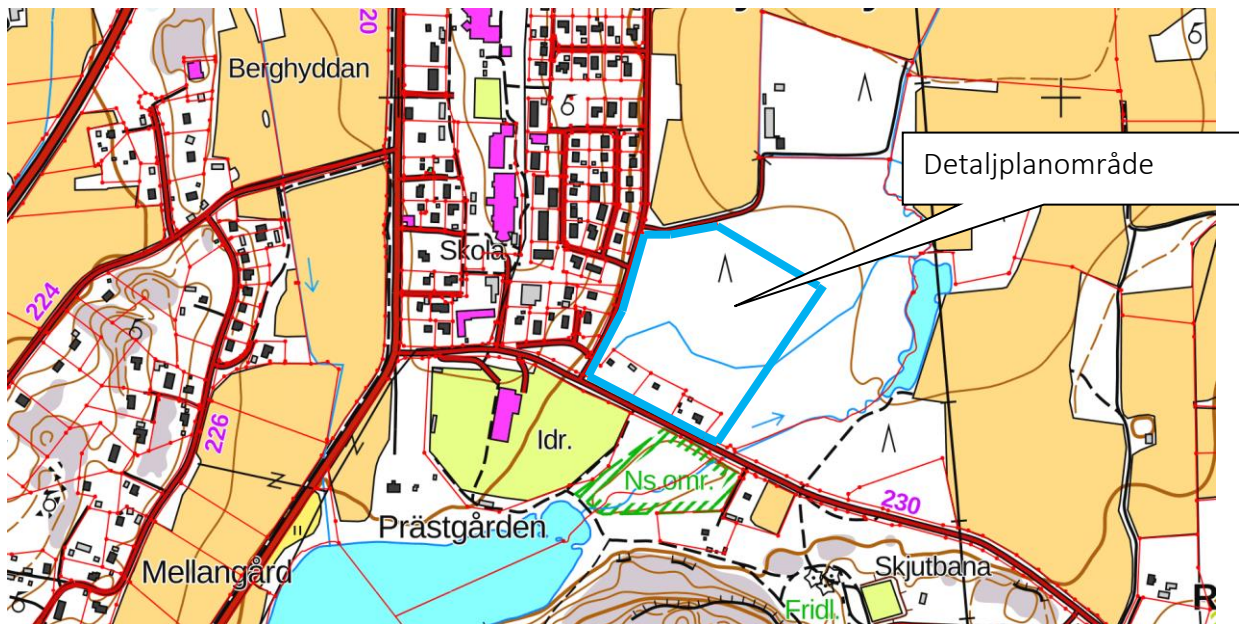 20
Berghyddan
Detaljplanområde
Skola
224
226
Idr.
Ns omr.
230
Prästgården
Mellangård
Skjutbana
Fridl.
R